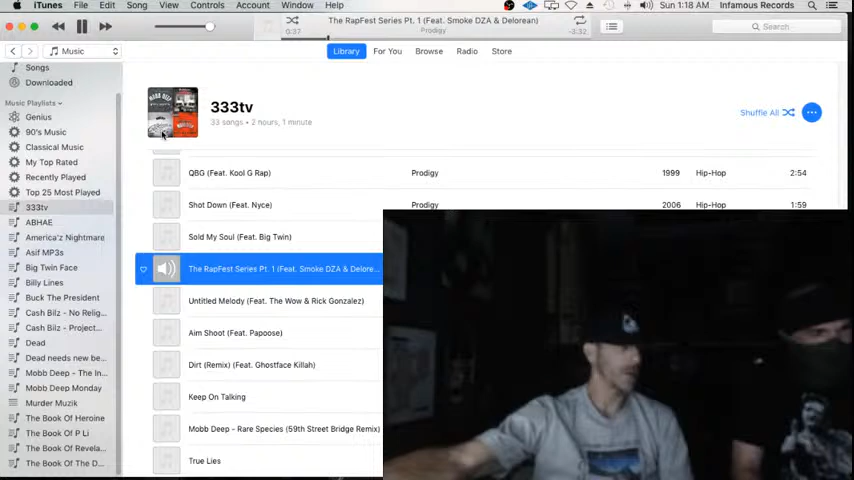 iTunes File Edit Song View Controls Account Window Help Sun 1:18 AM Infamous Records
The RapFest Series Pt. 1 (Feat. Smoke DZA & Delorean)
Prodigy
0:37 -3:32
Search
Music
Library For You Browse Radio Store
Songs
Downloaded
Music Playlists
Genius
90's Music
Classical Music
My Top Rated
Recently Played
Top 25 Most Played
333tv
ABHAE
America'z Nightmare
Asif MP3s
Big Twin Face
Billy Lines
Buck The President
Cash Bilz - No Relig...
Cash Bilz - Project...
Dead
Dead needs new be...
Mobb Deep - The In...
Mobb Deep Monday
Murder Muzik
The Book Of Heroine
The Book Of P Li
The Book Of Revela...
The Book Of The D...
MOBB DEEP
333tv
33 songs • 2 hours, 1 minute
Shuffle All
QBG (Feat. Kool G Rap) Prodigy 1999 Hip-Hop 2:54
Shot Down (Feat. Nyce) Prodigy 2006 Hip-Hop 1:59
Sold My Soul (Feat. Big Twin)
The RapFest Series Pt. 1 (Feat. Smoke DZA & Delore...
Untitled Melody (Feat. The Wow & Rick Gonzalez)
Aim Shoot (Feat. Papoose)
Dirt (Remix) (Feat. Ghostface Killah)
Keep On Talking
Mobb Deep - Rare Species (59th Street Bridge Remix)
True Lies